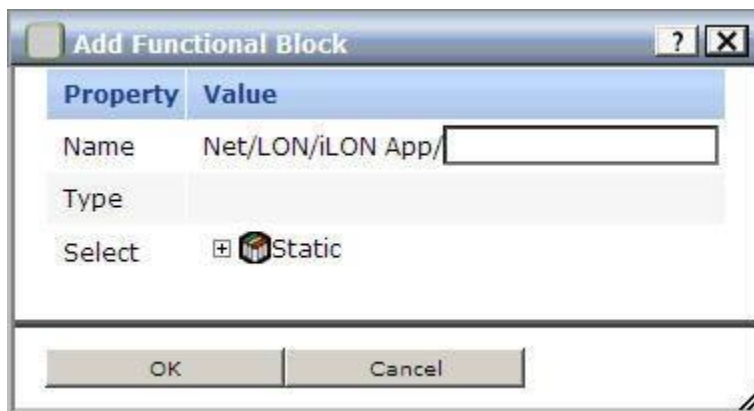 Add Functional Block ?
Property Value
Name Net/LON/iLON App/
Type
Select Static
OK Cancel